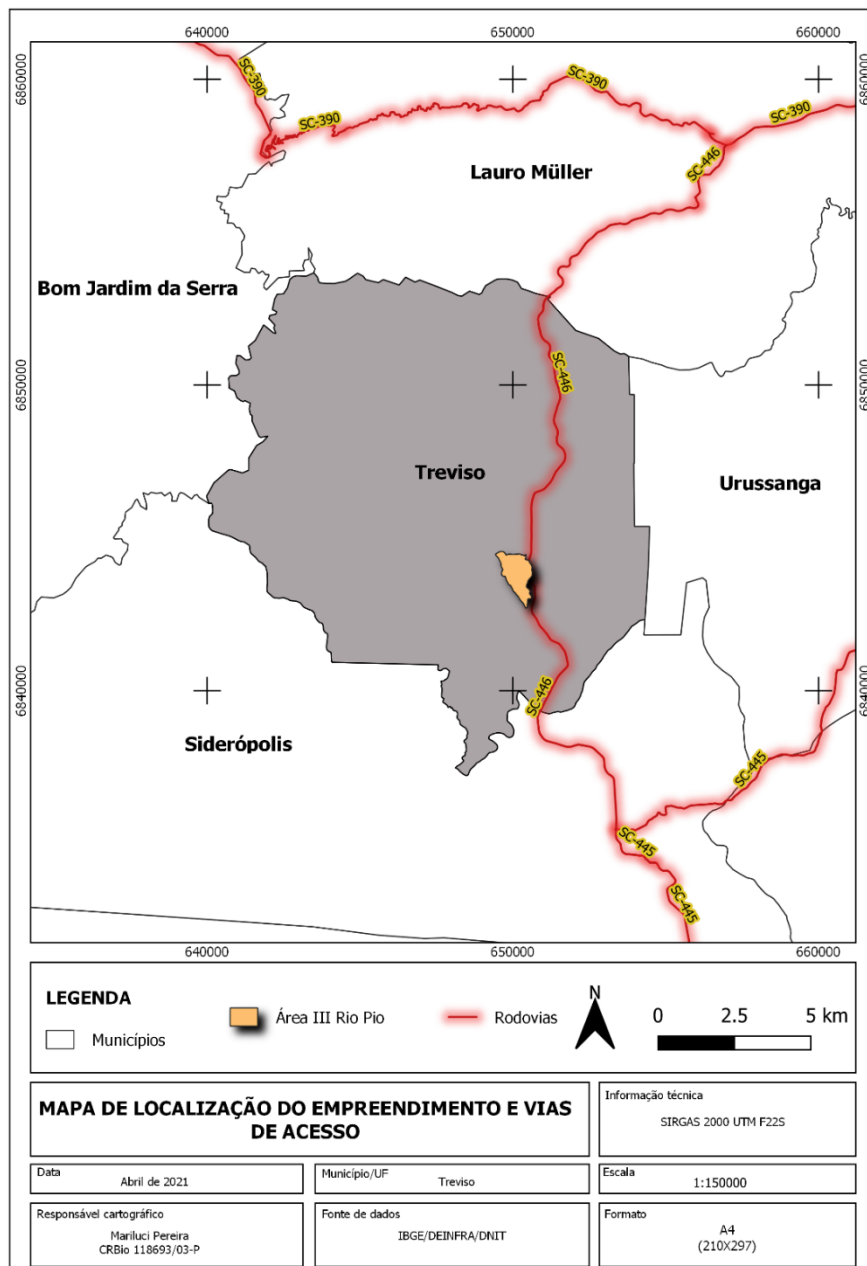 640000
650000
660000
6860000
6860000
SC-390
SC-390
SC-390
SC-390
SC-446
Lauro Müller
Bom Jardim da Serra
6850000
6850000
SC-446
Treviso
Urussanga
6840000
6840000
SC-446
Siderópolis
SC-445
SC-445
SC-445
640000
650000
660000
LEGENDA
Municípios
Área III Rio Pio
Rodovias
N
0 2.5 5 km
MAPA DE LOCALIZAÇÃO DO EMPREENDIMENTO E VIAS
DE ACESSO
Informação técnica
SIRGAS 2000 UTM F22S
Data
Abril de 2021
Município/UF
Treviso
Escala
1:150000
Responsável cartográfico
Mariluci Pereira
CRBio 118693/03-P
Fonte de dados
IBGE/DEINFRA/DNIT
Formato
A4
(210X297)